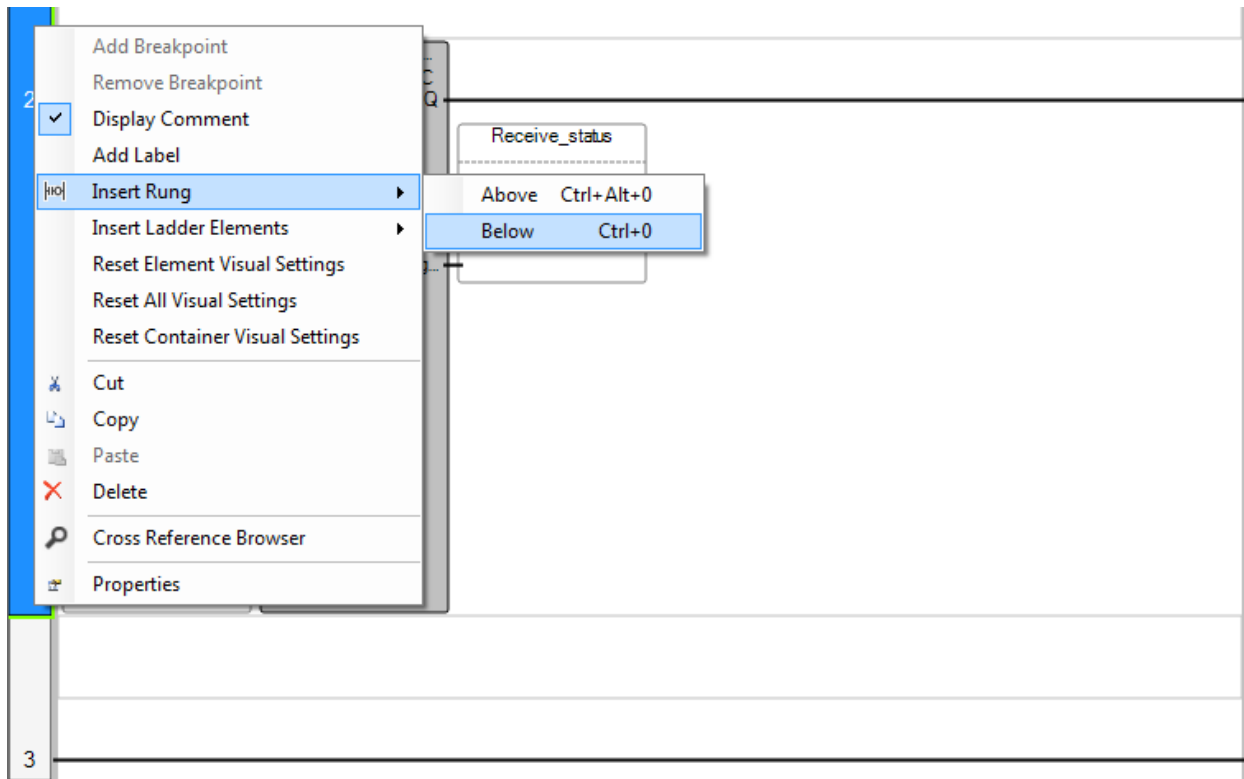 Add Breakpoint
Remove Breakpoint
Display Comment
Add Label
Insert Rung
Insert Ladder Elements
Reset Element Visual Settings
Reset All Visual Settings
Reset Container Visual Settings
Cut
Copy
Paste
Delete
Cross Reference Browser
Properties
2
C
Q
Receive_status
Above Ctrl+Alt+0
Below Ctrl+0
3